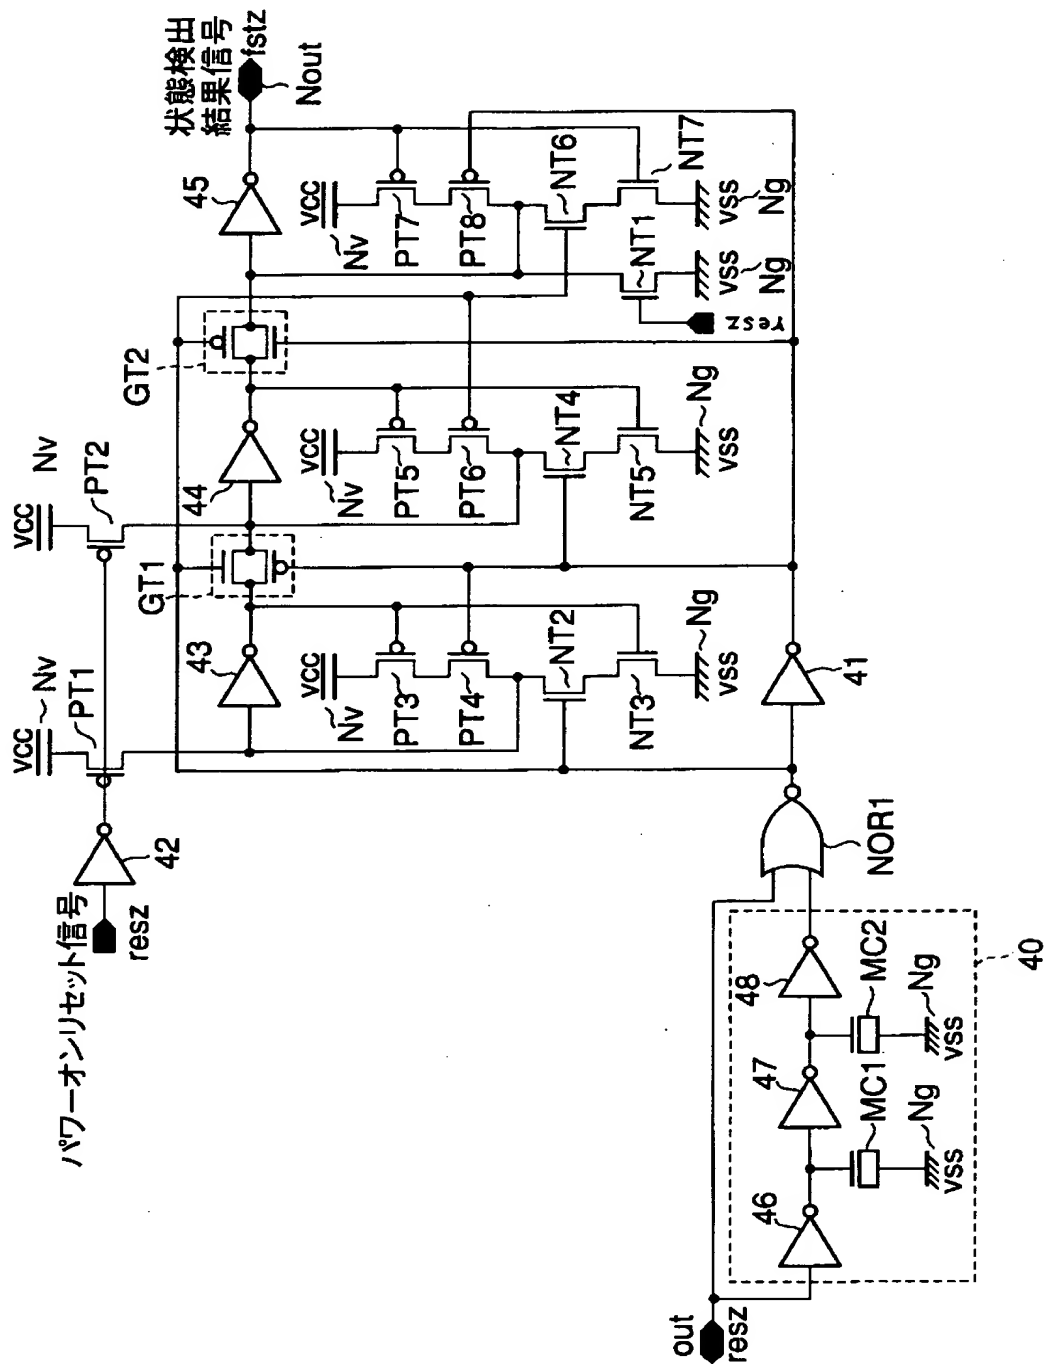 パワーオンリセット信号
resz
42
VCC
Nv
PT1
VCC
Nv
PT2
43
GT1
44
GT2
45
状態検出
結果信号
fstz
Nout
VCC
Nv
PT3
PT4
NT2
NT3
VSS
Ng
VCC
Nv
PT5
PT6
NT4
NT5
VSS
Ng
VCC
Nv
PT7
PT8
NT6
NT7
VSS
Ng
NT1
VSS
Ng
resz
41
NOR1
out
resz
46
47
48
MC1
Ng
VSS
MC2
Ng
VSS
40